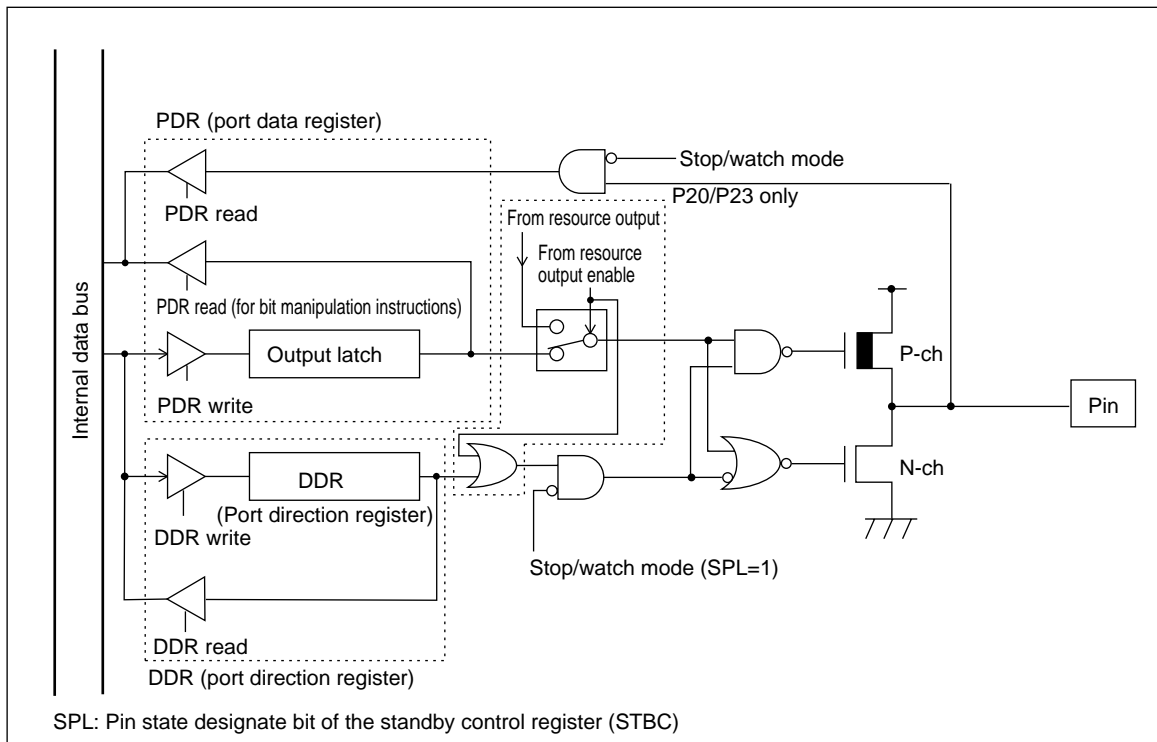 PDR (port data register)
Stop/watch mode
P20/P23 only
PDR read
From resource output
From resource
output enable
PDR read (for bit manipulation instructions)
Internal data bus
Output latch
P-ch
PDR write
Pin
DDR
N-ch
(Port direction register)
DDR write
Stop/watch mode (SPL=1)
DDR read
DDR (port direction register)
SPL: Pin state designate bit of the standby control register (STBC)